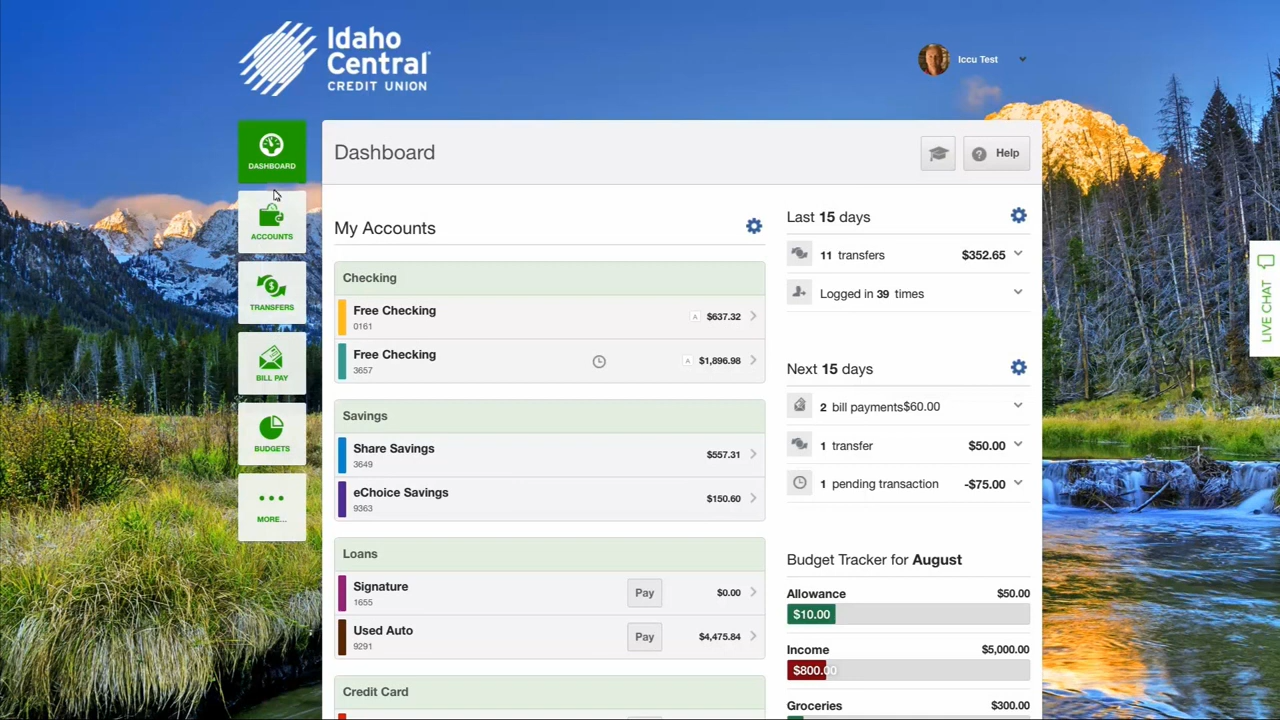 Idaho
Central
CREDIT UNION
Iccu Test
DASHBOARD
ACCOUNTS
TRANSFERS
BILL PAY
BUDGETS
MORE...
Dashboard
Help
My Accounts
Checking
Free Checking
0161
A $637.32
Free Checking
3657
A $1,896.98
Savings
Share Savings
3649
$557.31
eChoice Savings
9363
$150.60
Loans
Signature
1655
Pay
$0.00
Used Auto
9291
Pay
$4,475.84
Credit Card
Last 15 days
11 transfers $352.65
Logged in 39 times
Next 15 days
2 bill payments$60.00
1 transfer $50.00
1 pending transaction -$75.00
Budget Tracker for August
Allowance $50.00
$10.00
Income $5,000.00
$800.00
Groceries $300.00
LIVE CHAT